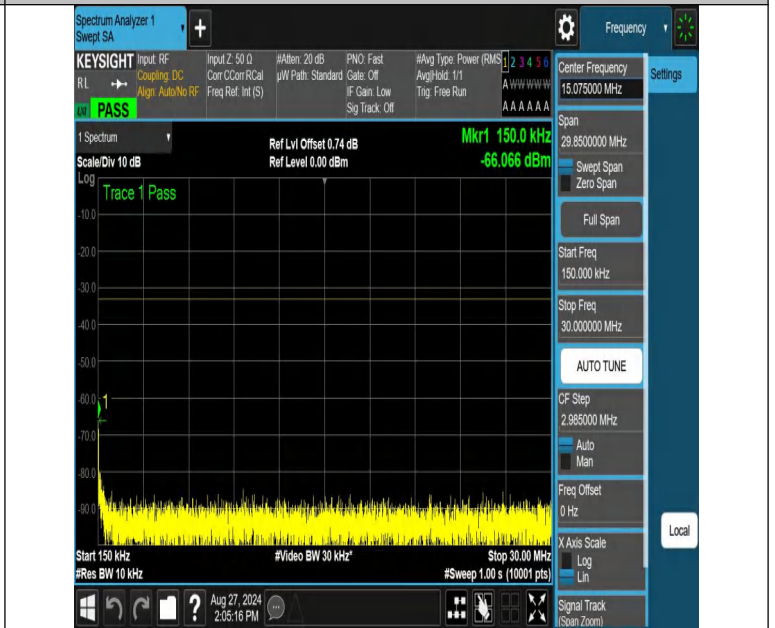 Spectrum Analyzer 1
Swept SA
+
Frequency
KEYSIGHT
RL
PASS
Input: RF
Coupling: DC
Align: Auto/No RF
Input Z: 50 Ω
Corr CCorr RCal
Freq Ref: Int (S)
#Atten: 20 dB
µW Path: Standard
PNO: Fast
Gate: Off
IF Gain: Low
Sig Track: Off
#Avg Type: Power (RMS
Avg|Hold: 1/1
Trig: Free Run
1 2 3 4 5 6
A W W W W W
A A A A A A
1 Spectrum
Scale/Div 10 dB
Ref Lvl Offset 0.74 dB
Ref Level 0.00 dBm
Mkr1 150.0 kHz
-66.066 dBm
Log
Trace 1 Pass
-10.0
-20.0
-30.0
-40.0
-50.0
-60.0
1
-70.0
-80.0
-90.0
Start 150 kHz
#Video BW 30 kHz*
Stop 30.00 MHz
#Res BW 10 kHz
#Sweep 1.00 s (10001 pts)
?
Aug 27, 2024
2:05:16 PM
Center Frequency
15.075000 MHz
Settings
Span
29.8500000 MHz
Swept Span
Zero Span
Full Span
Start Freq
150.000 kHz
Stop Freq
30.000000 MHz
AUTO TUNE
CF Step
2.985000 MHz
Auto
Man
Freq Offset
0 Hz
Local
X Axis Scale
Log
Lin
Signal Track
(Span Zoom)